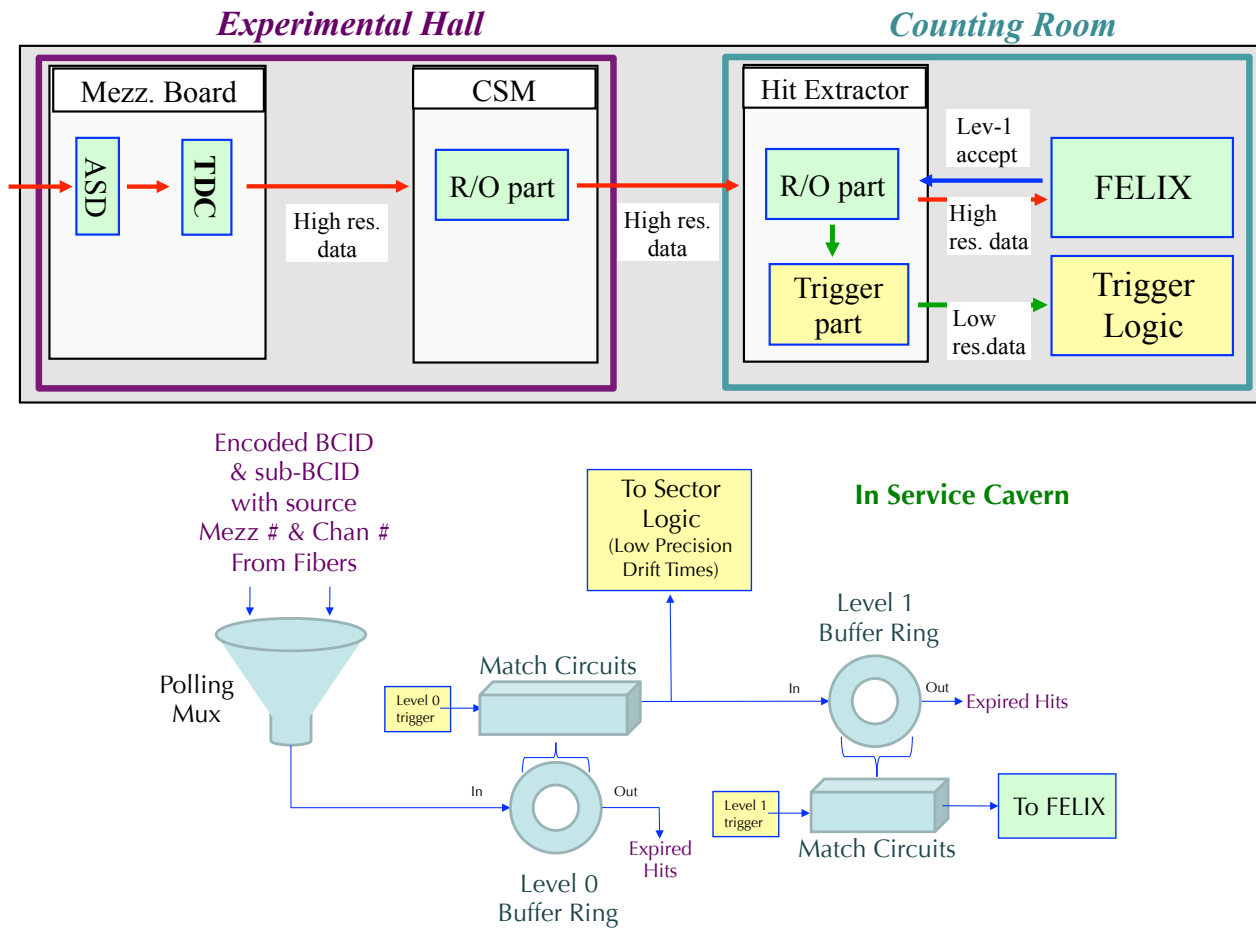 Experimental Hall
Counting Room
Mezz. Board
CSM
Hit Extractor
ASD
TDC
R/O part
R/O part
Lev-1
accept
FELIX
High res.
data
High res.
data
High
res. data
Trigger
part
Low
res.data
Trigger
Logic
Encoded BCID
& sub-BCID
with source
Mezz # & Chan #
From Fibers
To Sector
Logic
(Low Precision
Drift Times)
In Service Cavern
Level 1
Buffer Ring
Polling
Mux
Match Circuits
Level 0
trigger
In
Out
Expired Hits
In
Out
Expired
Hits
Level 1
trigger
Match Circuits
To FELIX
Level 0
Buffer Ring